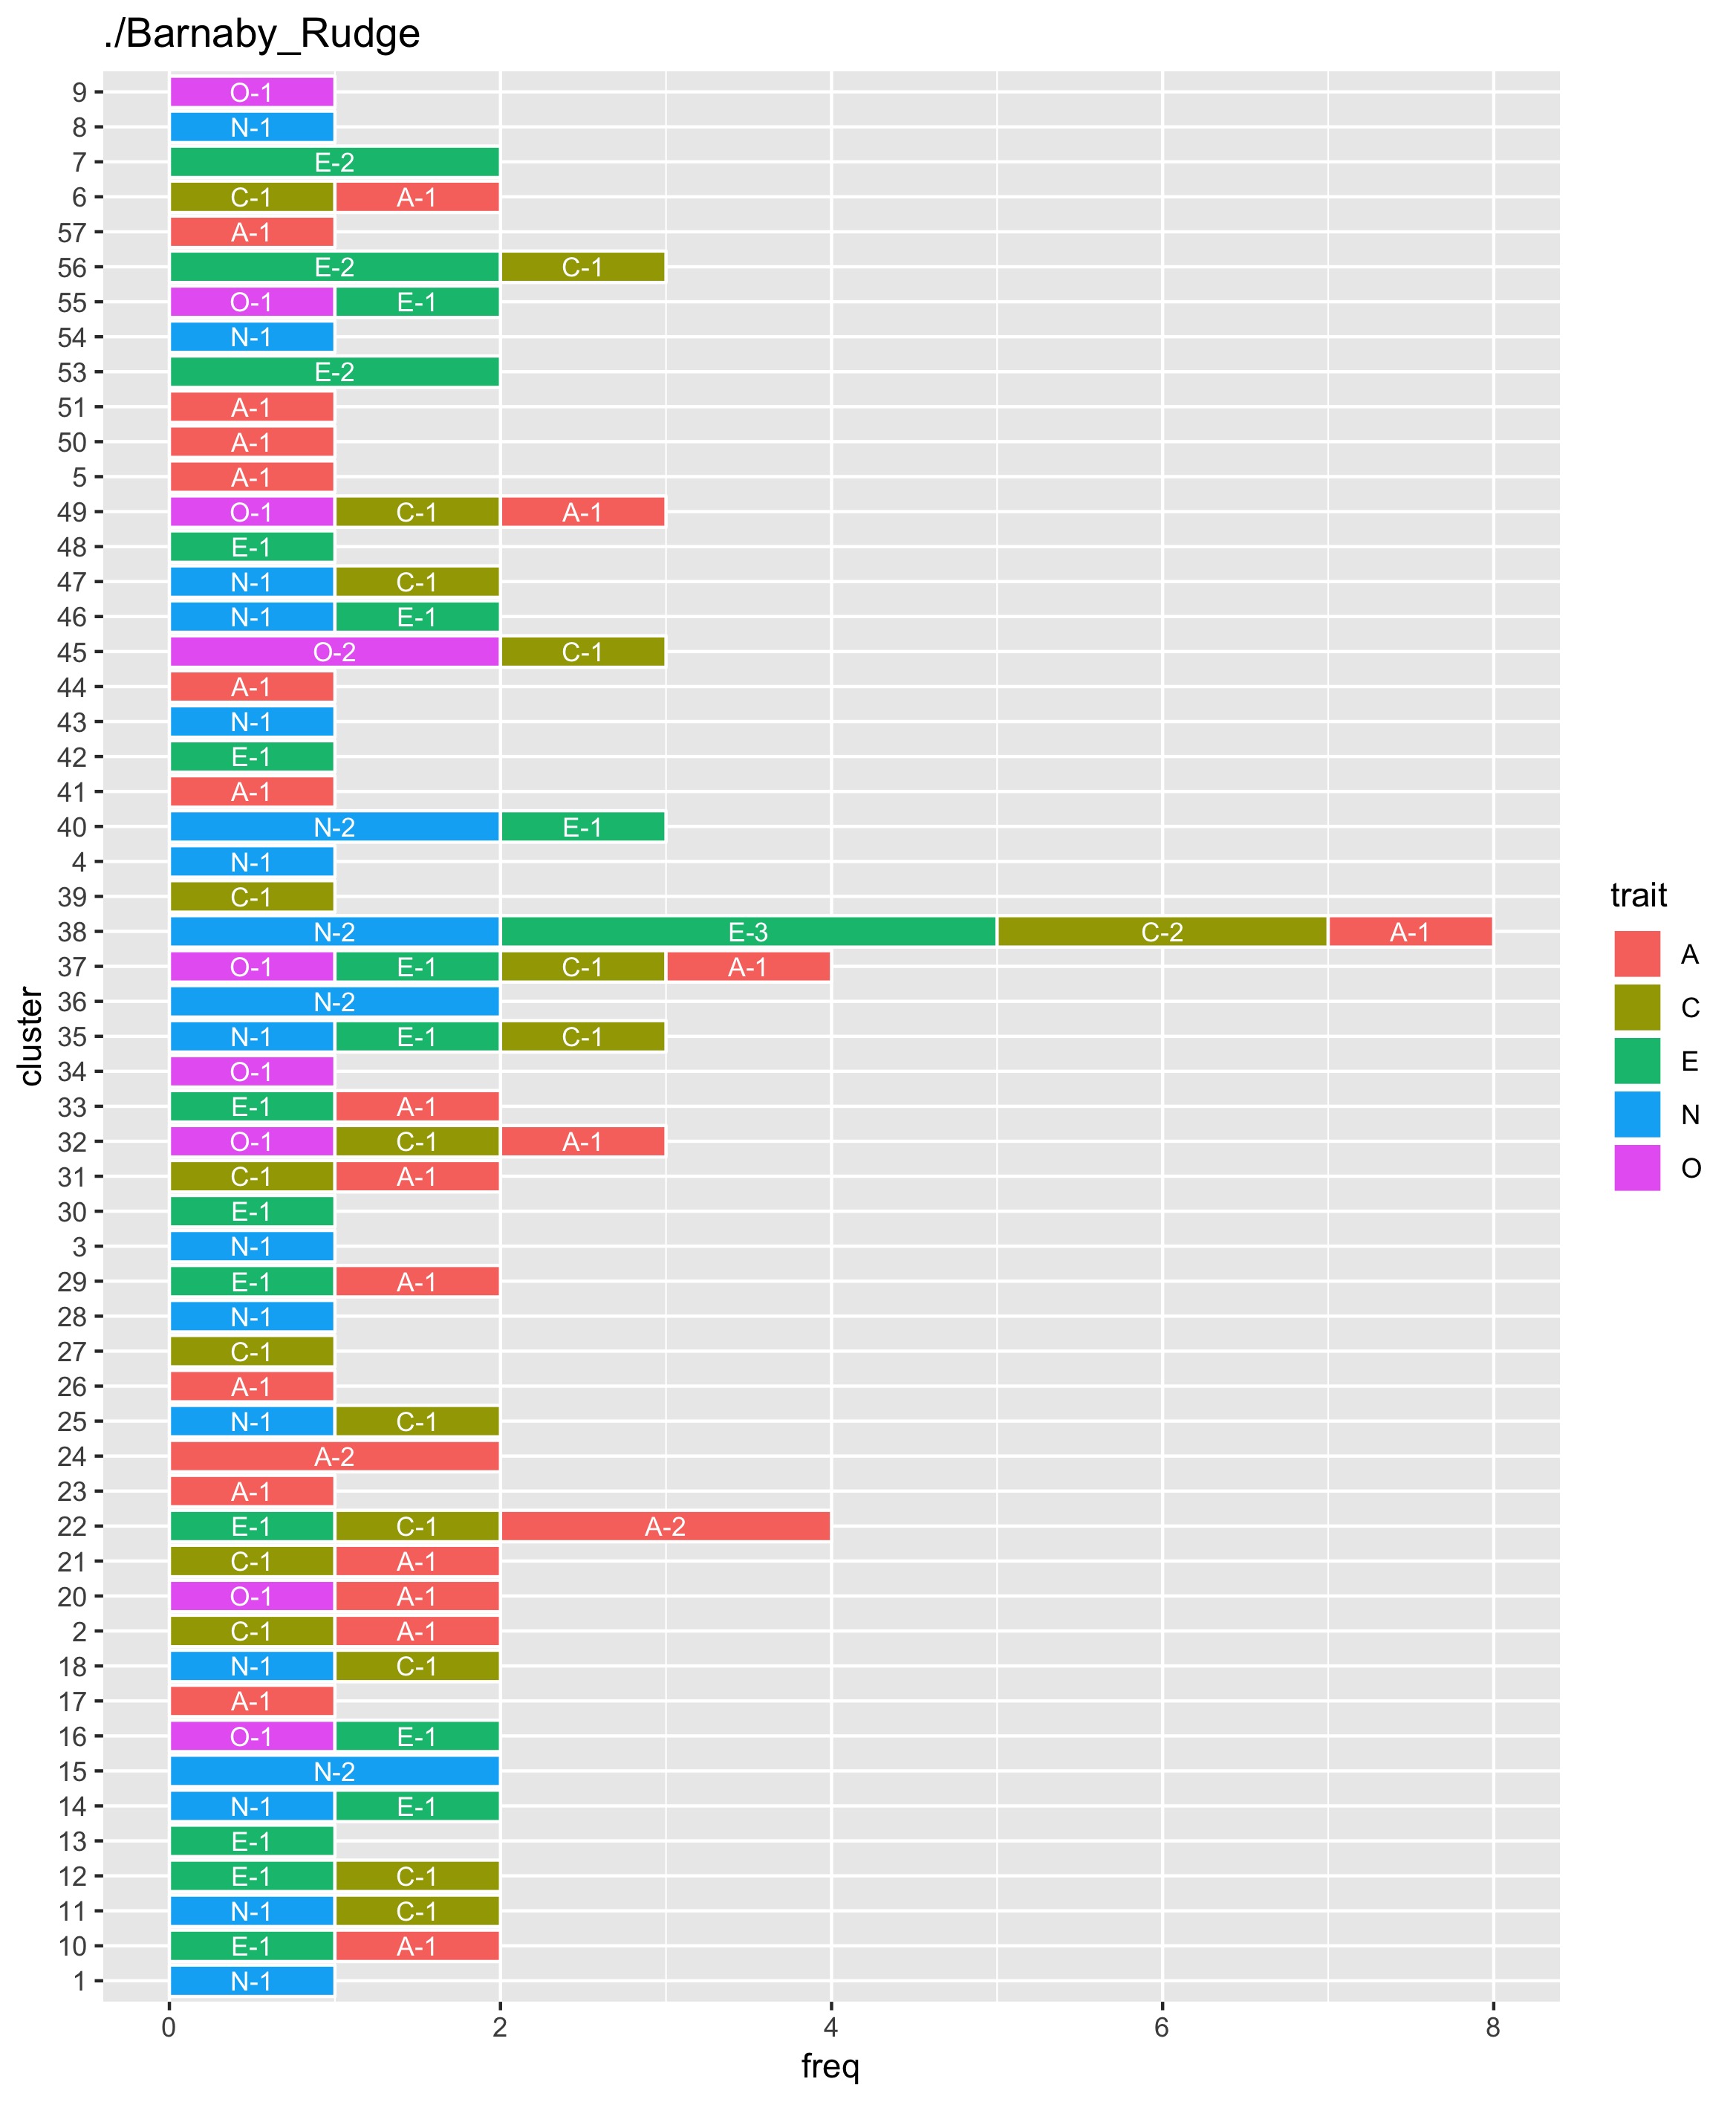 ./Barnaby_Rudge
9 O-1
8 N-1
7 E-2
6 C-1 A-1
57 A-1
56 E-2 C-1
55 O-1 E-1
54 N-1
53 E-2
51 A-1
50 A-1
5 A-1
49 O-1 C-1 A-1
48 E-1
47 N-1 C-1
46 N-1 E-1
45 O-2 C-1
44 A-1
43 N-1
42 E-1
41 A-1
40 N-2 E-1
4 N-1
39 C-1
38 N-2 E-3 C-2 A-1
37 O-1 E-1 C-1 A-1
36 N-2
35 N-1 E-1 C-1
34 O-1
33 E-1 A-1
32 O-1 C-1 A-1
31 C-1 A-1
30 E-1
3 N-1
29 E-1 A-1
28 N-1
27 C-1
26 A-1
25 N-1 C-1
24 A-2
23 A-1
22 E-1 C-1 A-2
21 C-1 A-1
20 O-1 A-1
2 C-1 A-1
18 N-1 C-1
17 A-1
16 O-1 E-1
15 N-2
14 N-1 E-1
13 E-1
12 E-1 C-1
11 N-1 C-1
10 E-1 A-1
1 N-1
0 2 4 6 8
freq
cluster
trait
A
C
E
N
O